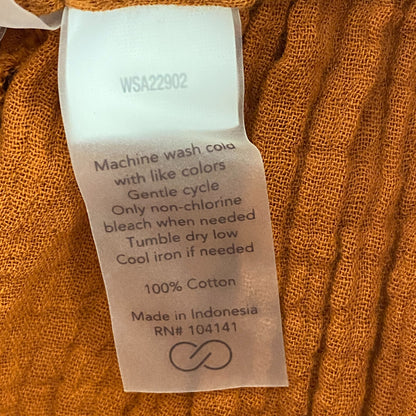 WSA22902
Machine wash cold
with like colors
Gentle cycle
Only non-chlorine
bleach when needed
Tumble dry low
Cool iron if needed
100% Cotton
Made in Indonesia
RN# 104141